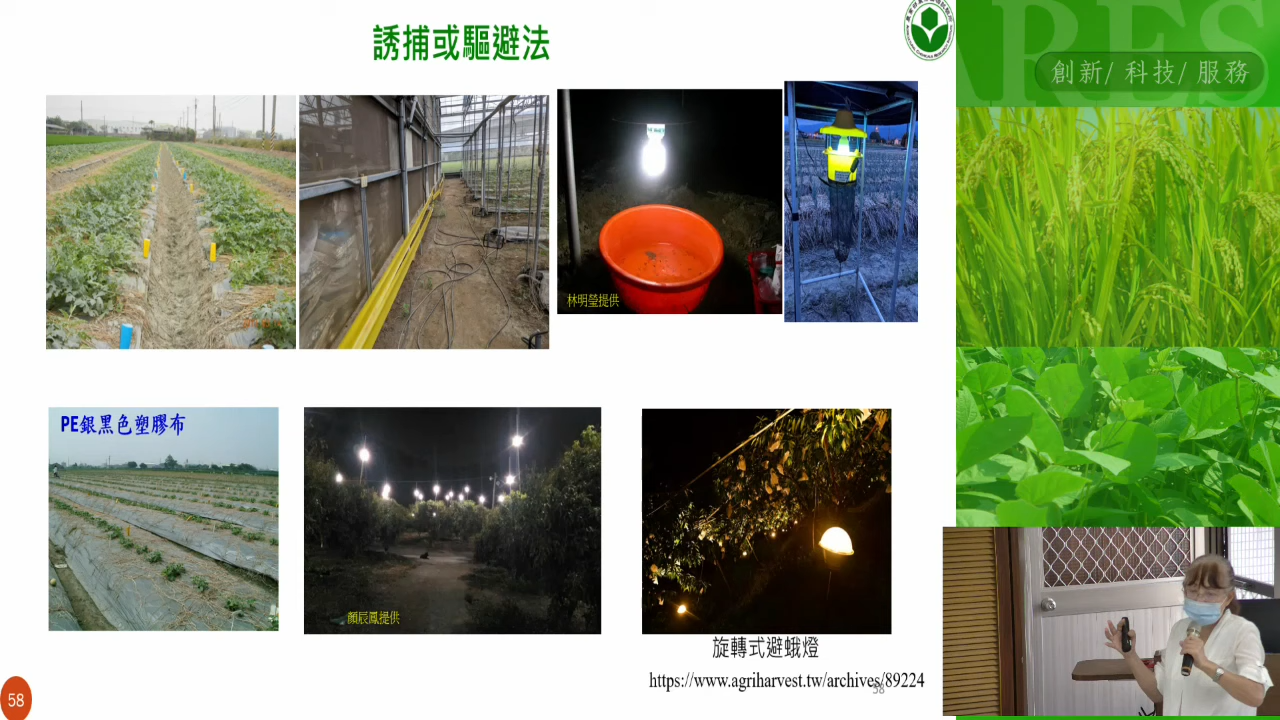 誘捕或驅避法
ARES
創新/ 科技/ 服務
林明瑩提供
PE銀黑色塑膠布
顏辰鳳提供
旋轉式避蛾燈
https://www.agriharvest.tw/archives/89224
58
58